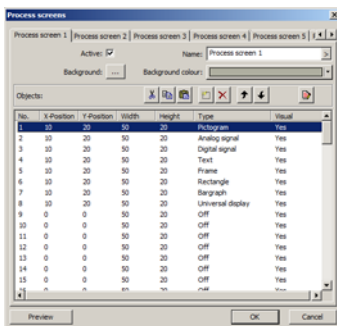 Process screens
Process screen 1 Process screen 2 Process screen 3 Process screen 4 Process screen 5
Active: Name: Process screen 1
Background: ... Background colour:
Objects:
No. X-Position Y-Position Width Height Type Visual
1 10 20 50 20 Pictogram Yes
2 10 20 50 20 Analog signal Yes
3 10 20 50 20 Digital signal Yes
4 10 20 50 20 Text Yes
5 10 20 50 20 Frame Yes
6 10 20 50 20 Rectangle Yes
7 10 20 50 20 Bargraph Yes
8 10 20 50 20 Universal display Yes
9 0 0 50 20 Off Yes
10 0 0 50 20 Off Yes
11 0 0 50 20 Off Yes
12 0 0 50 20 Off Yes
13 0 0 50 20 Off Yes
14 0 0 50 20 Off Yes
15 0 0 50 20 Off Yes
Preview OK Cancel